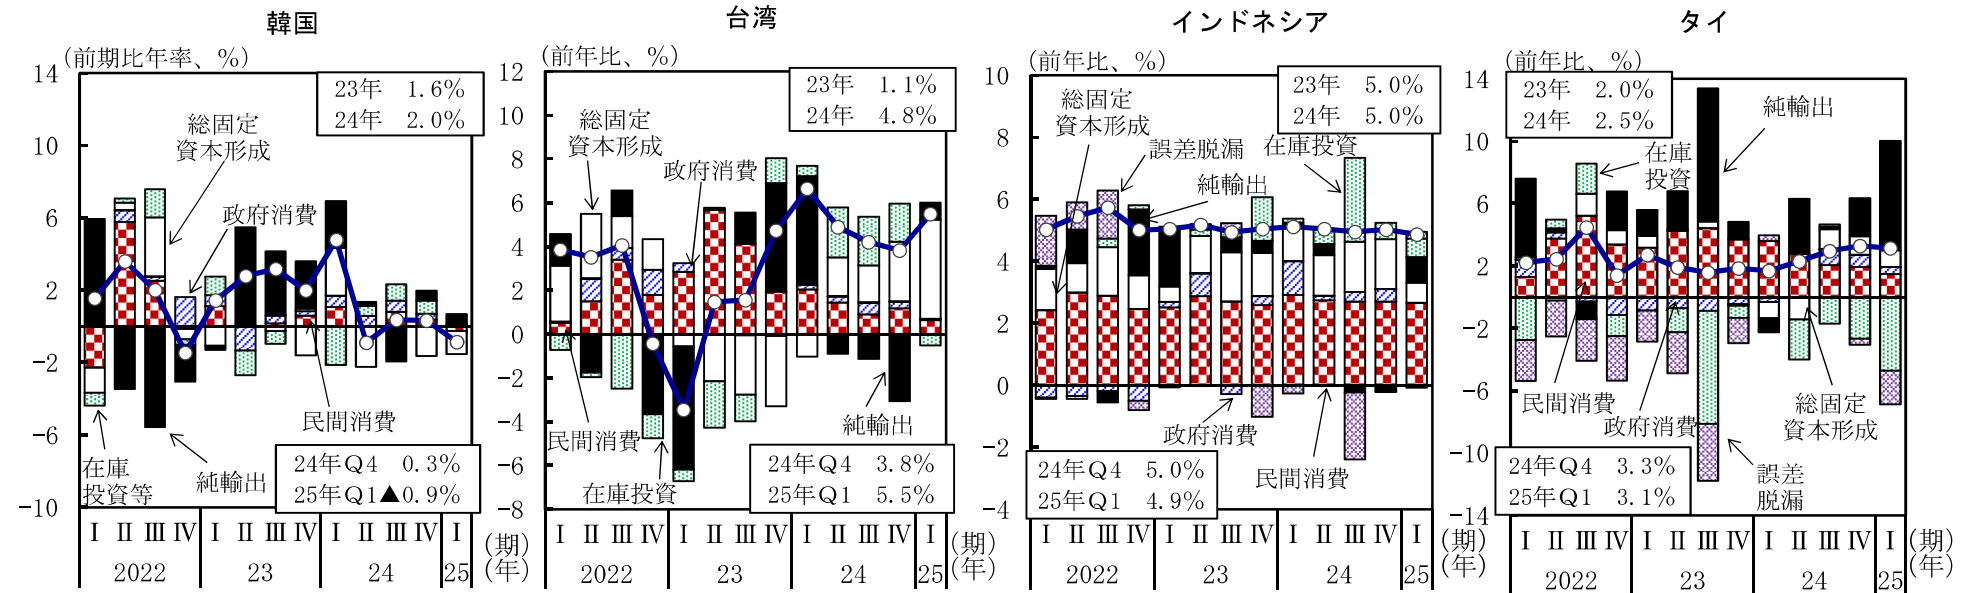 韓国
(前期比年率、%)
14
10
6
2
-2
-6
-10
23年 1.6%
24年 2.0%
総固定
資本形成
政府消費
民間消費
在庫
投資等
純輸出
24年Q4 0.3%
25年Q1▲0.9%
Ⅰ Ⅱ Ⅲ Ⅳ Ⅰ Ⅱ Ⅲ Ⅳ Ⅰ Ⅱ Ⅲ Ⅳ Ⅰ (期)
2022 23 24 25 (年)
台湾
(前年比、%)
12
10
8
6
4
2
0
-2
-4
-6
-8
23年 1.1%
24年 4.8%
総固定
資本形成
政府消費
民間消費
純輸出
在庫投資
24年Q4 3.8%
25年Q1 5.5%
Ⅰ Ⅱ Ⅲ Ⅳ Ⅰ Ⅱ Ⅲ Ⅳ Ⅰ Ⅱ Ⅲ Ⅳ Ⅰ (期)
2022 23 24 25 (年)
インドネシア
(前年比、%)
10
8
6
4
2
0
-2
-4
23年 5.0%
24年 5.0%
総固定
資本形成
誤差脱漏
在庫投資
純輸出
政府消費
民間消費
24年Q4 5.0%
25年Q1 4.9%
Ⅰ Ⅱ Ⅲ Ⅳ Ⅰ Ⅱ Ⅲ Ⅳ Ⅰ Ⅱ Ⅲ Ⅳ Ⅰ (期)
2022 23 24 25 (年)
タイ
(前年比、%)
14
10
6
2
-2
-6
-10
-14
23年 2.0%
24年 2.5%
純輸出
在庫
投資
民間消費
政府消費
総固定
資本形成
誤差
脱漏
24年Q4 3.3%
25年Q1 3.1%
Ⅰ Ⅱ Ⅲ Ⅳ Ⅰ Ⅱ Ⅲ Ⅳ Ⅰ Ⅱ Ⅲ Ⅳ Ⅰ (期)
2022 23 24 25 (年)